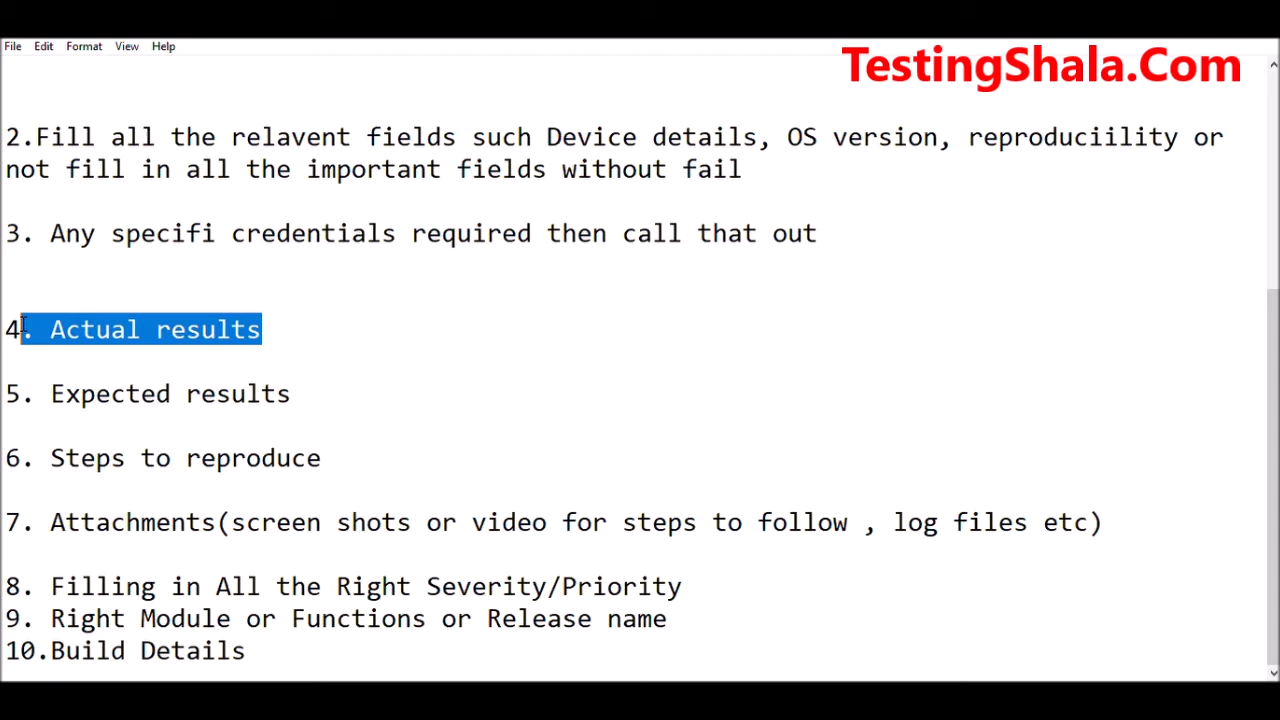 File Edit Format View Help
TestingShala.Com
2.Fill all the relavent fields such Device details, OS version, reproduciility or
not fill in all the important fields without fail
3. Any specifi credentials required then call that out
4. Actual results
5. Expected results
6. Steps to reproduce
7. Attachments(screen shots or video for steps to follow , log files etc)
8. Filling in All the Right Severity/Priority
9. Right Module or Functions or Release name
10.Build Details